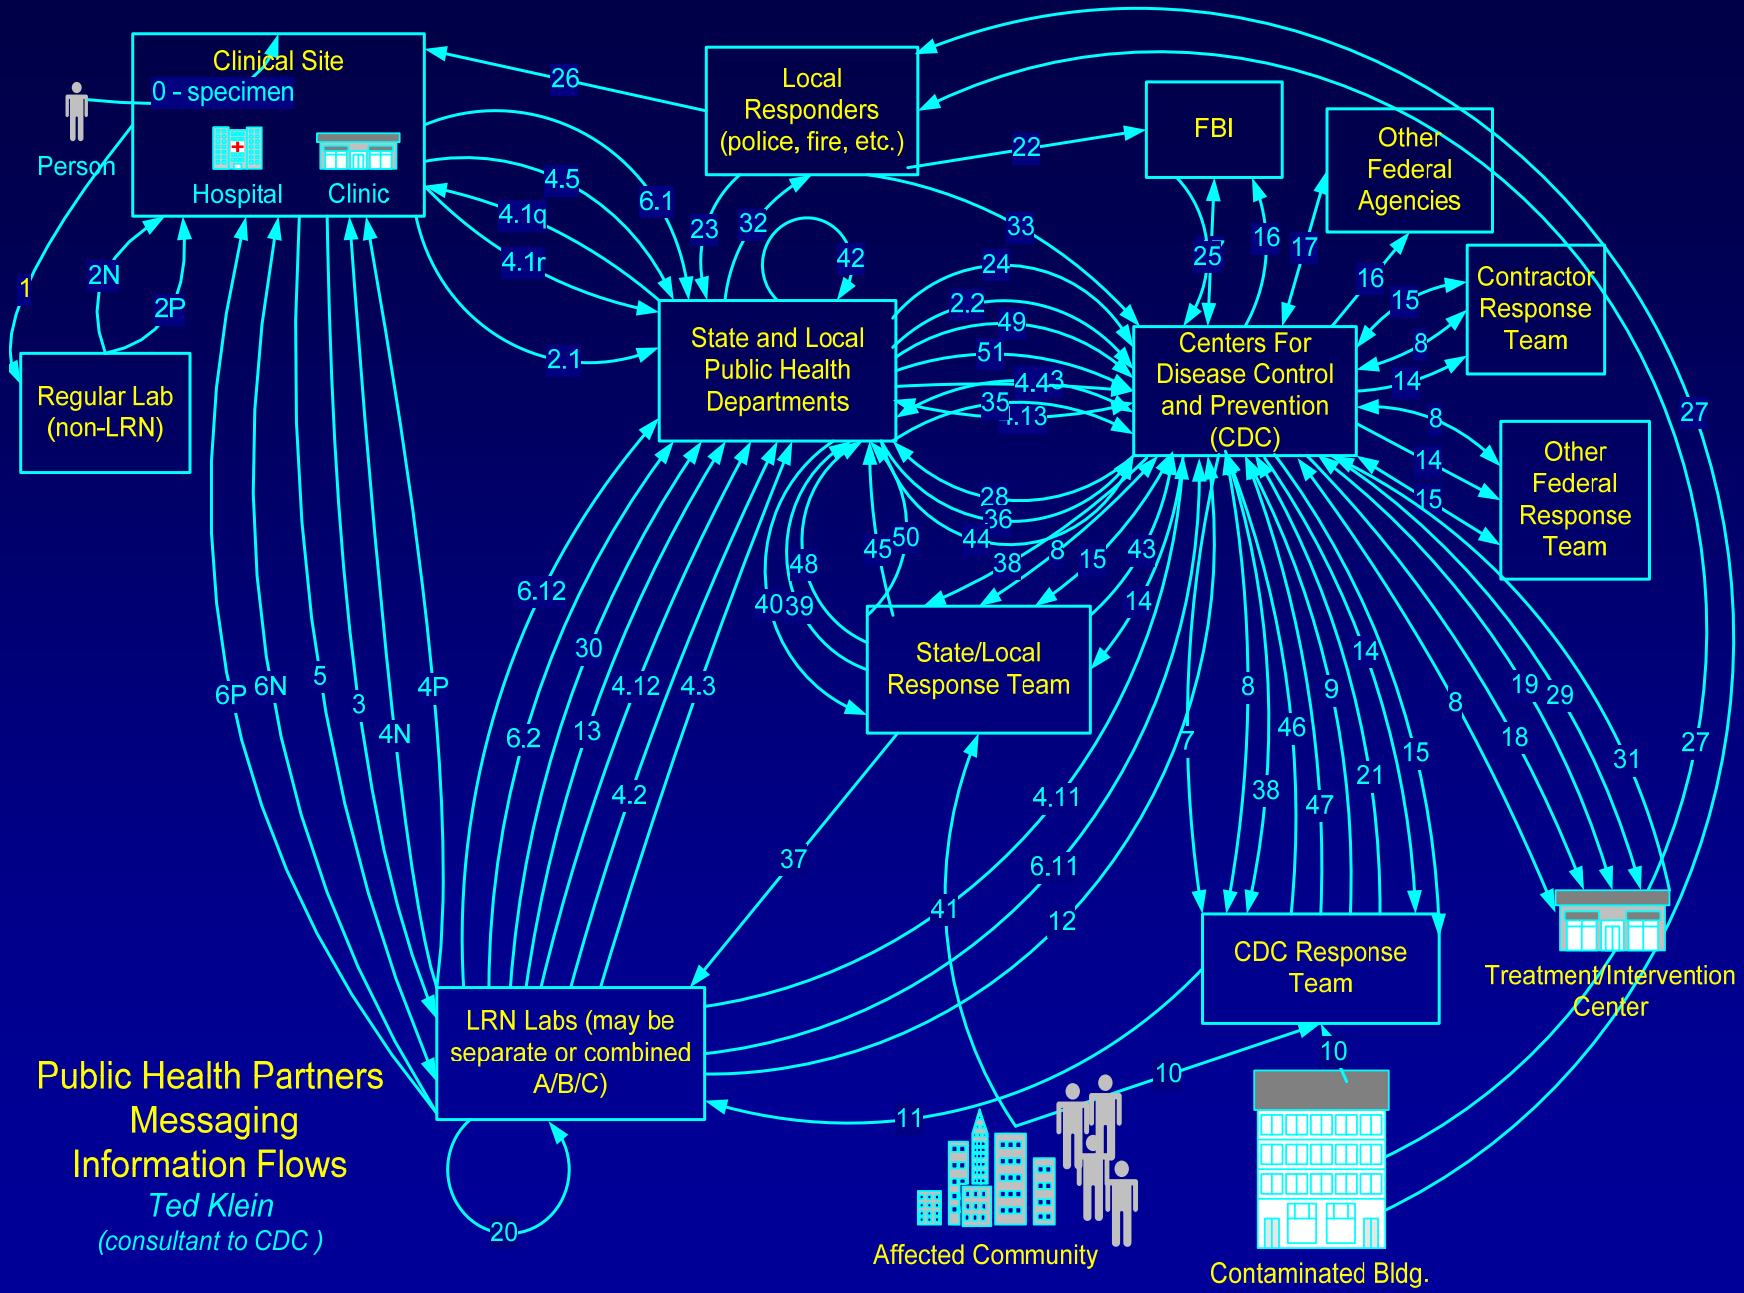 Clinical Site
0 - specimen
Person
Hospital
Clinic
Local
Responders
(police, fire, etc.)
FBI
Other
Federal
Agencies
Contractor
Response
Team
Other
Federal
Response
Team
Regular Lab
(non-LRN)
State and Local
Public Health
Departments
Centers For
Disease Control
and Prevention
(CDC)
State/Local
Response Team
CDC Response
Team
Treatment/Intervention
Center
LRN Labs (may be
separate or combined
A/B/C)
Affected Community
Contaminated Bldg.
Public Health Partners
Messaging
Information Flows
Ted Klein
(consultant to CDC )
26
22
4.5
6.1
4.1q
4.1r
2.1
23
32
42
33
24
2.2
49
51
4.4
3
35
4.13
28
36
44
25
16
17
16
15
8
14
8
14
15
27
27
1
2N
2P
6P
6N
5
3
4N
4P
6.12
6.2
30
13
4.12
4.2
4.3
40
39
48
45
50
38
8
15
43
14
37
41
4.11
6.11
12
7
8
38
46
47
9
21
14
15
8
18
19
29
31
10
10
11
20